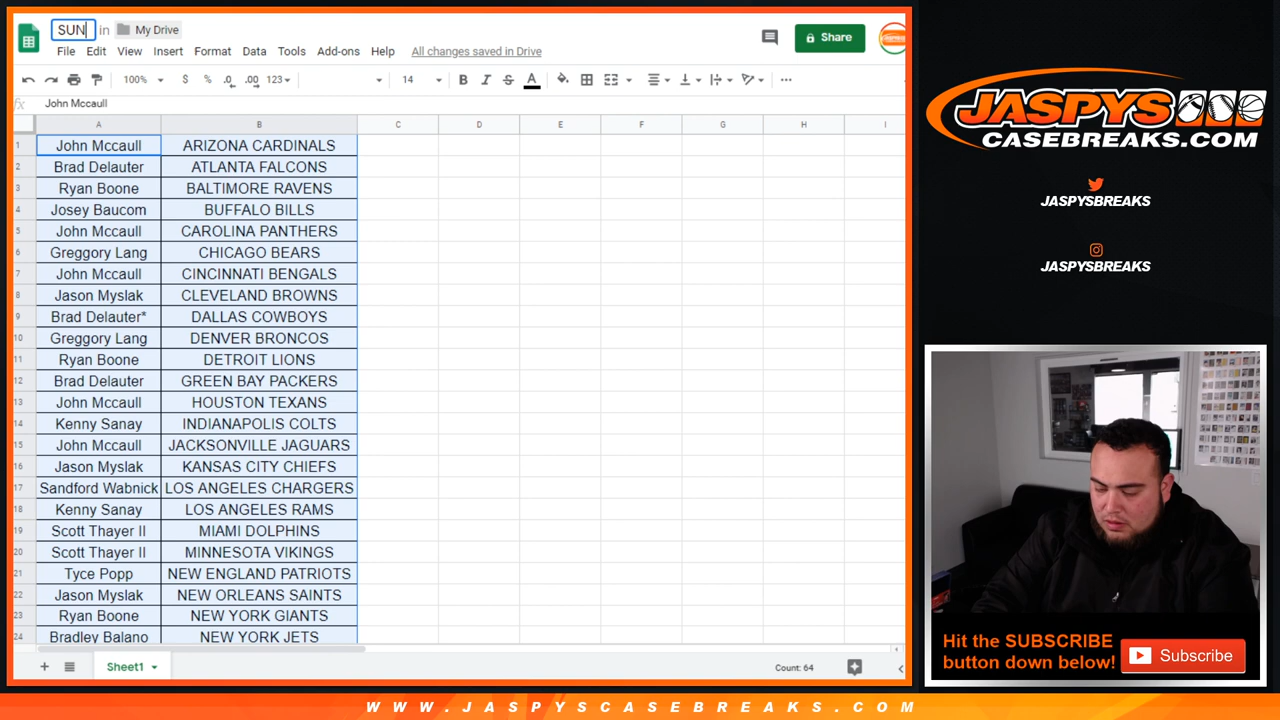 SUN in My Drive
File Edit View Insert Format Data Tools Add-ons Help All changes saved in Drive
Share
100% $ % .0 .00 123 14 B I S A
fx John Mccaull
A B C D E F G H I
1 John Mccaull ARIZONA CARDINALS
2 Brad Delauter ATLANTA FALCONS
3 Ryan Boone BALTIMORE RAVENS
4 Josey Baucom BUFFALO BILLS
5 John Mccaull CAROLINA PANTHERS
6 Greggory Lang CHICAGO BEARS
7 John Mccaull CINCINNATI BENGALS
8 Jason Myslak CLEVELAND BROWNS
9 Brad Delauter* DALLAS COWBOYS
10 Greggory Lang DENVER BRONCOS
11 Ryan Boone DETROIT LIONS
12 Brad Delauter GREEN BAY PACKERS
13 John Mccaull HOUSTON TEXANS
14 Kenny Sanay INDIANAPOLIS COLTS
15 John Mccaull JACKSONVILLE JAGUARS
16 Jason Myslak KANSAS CITY CHIEFS
17 Sandford Wabnick LOS ANGELES CHARGERS
18 Kenny Sanay LOS ANGELES RAMS
19 Scott Thayer II MIAMI DOLPHINS
20 Scott Thayer II MINNESOTA VIKINGS
21 Tyce Popp NEW ENGLAND PATRIOTS
22 Jason Myslak NEW ORLEANS SAINTS
23 Ryan Boone NEW YORK GIANTS
24 Bradley Balano NEW YORK JETS
Sheet1 Count: 64
JASPYS
CASEBREAKS.COM
JASPYSBREAKS
JASPYSBREAKS
Hit the SUBSCRIBE
button down below!
Subscribe
WWW.JASPYSCASEBREAKS.COM